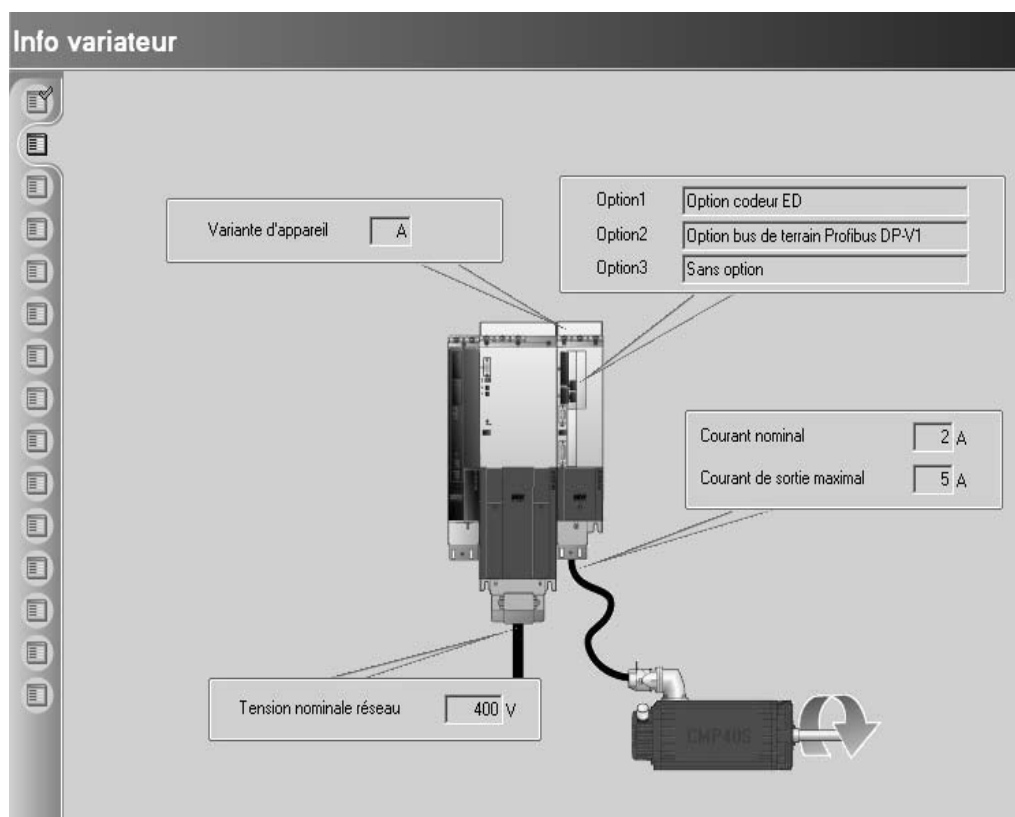 Info variateur
Variante d'appareil A
Option1 Option codeur ED
Option2 Option bus de terrain Profibus DP-V1
Option3 Sans option
Courant nominal 2 A
Courant de sortie maximal 5 A
Tension nominale réseau 400 V
CMP40S